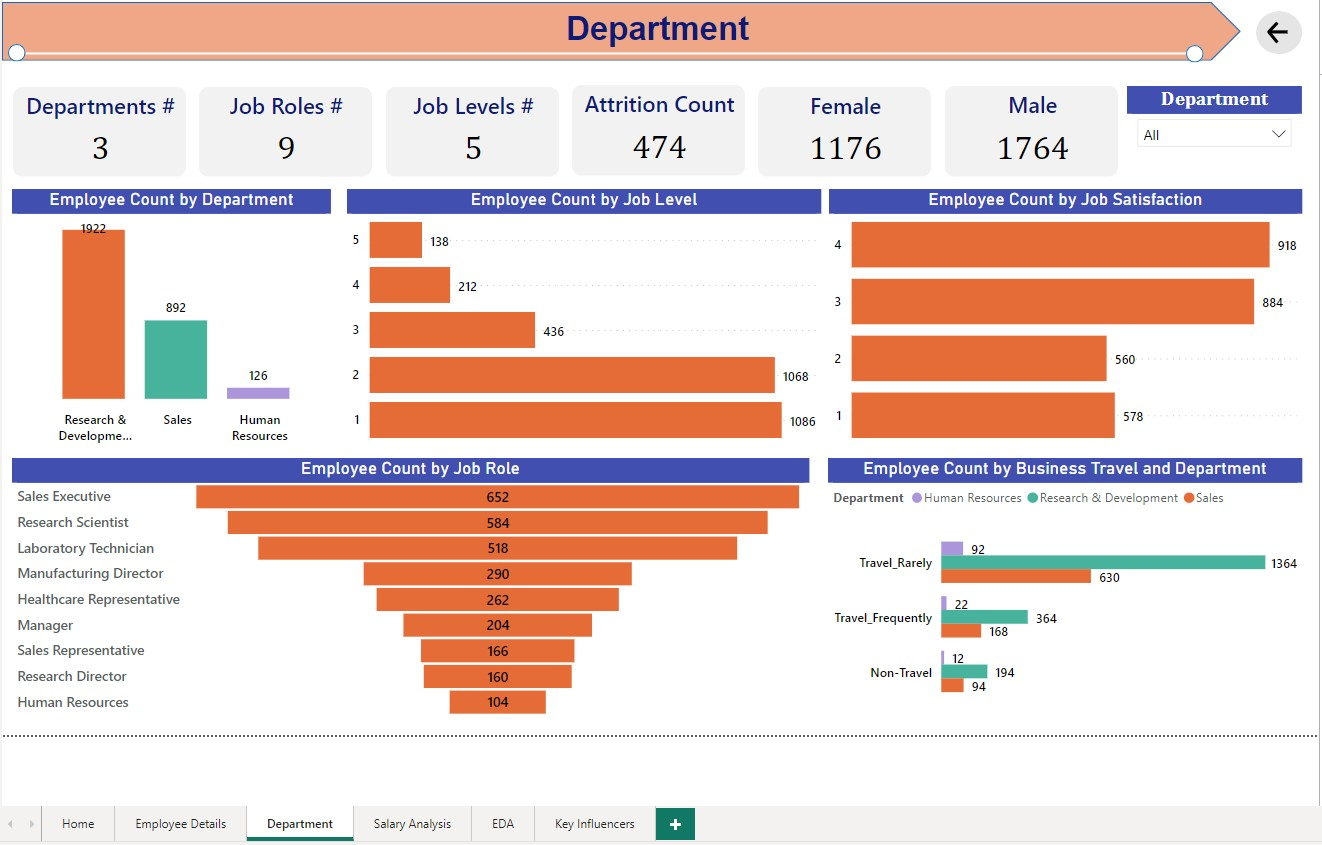 Department
Departments #
3
Job Roles #
9
Job Levels #
5
Attrition Count
474
Female
1176
Male
1764
Department
All
Employee Count by Department
1922
892
126
Research &
Developme...
Sales
Human
Resources
Employee Count by Job Level
5
138
4
212
3
436
2
1068
1
1086
Employee Count by Job Satisfaction
4
918
3
884
2
560
1
578
Employee Count by Job Role
Sales Executive
652
Research Scientist
584
Laboratory Technician
518
Manufacturing Director
290
Healthcare Representative
262
Manager
204
Sales Representative
166
Research Director
160
Human Resources
104
Employee Count by Business Travel and Department
Department Human Resources Research & Development Sales
Travel_Rarely
92
1364
630
Travel_Frequently
22
364
168
Non-Travel
12
194
94
Home
Employee Details
Department
Salary Analysis
EDA
Key Influencers